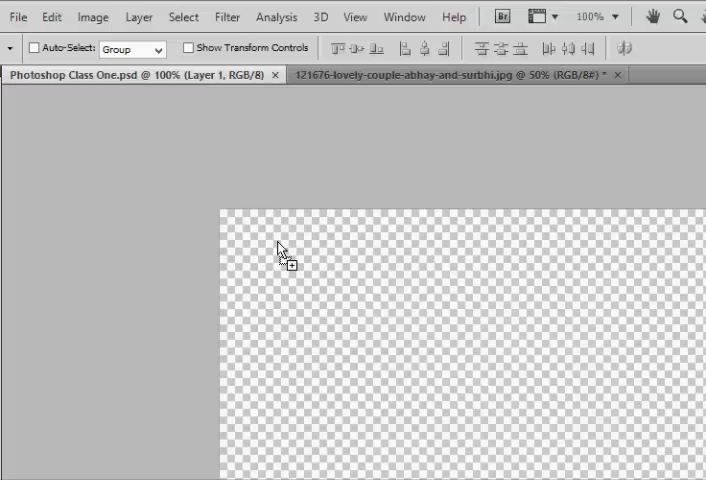 File Edit Image Layer Select Filter Analysis 3D View Window Help Br 100%
Auto-Select: Group Show Transform Controls
Photoshop Class One.psd @ 100% (Layer 1, RGB/8) × 121676-lovely-couple-abhay-and-surbhi.jpg @ 50% (RGB/8#) * ×